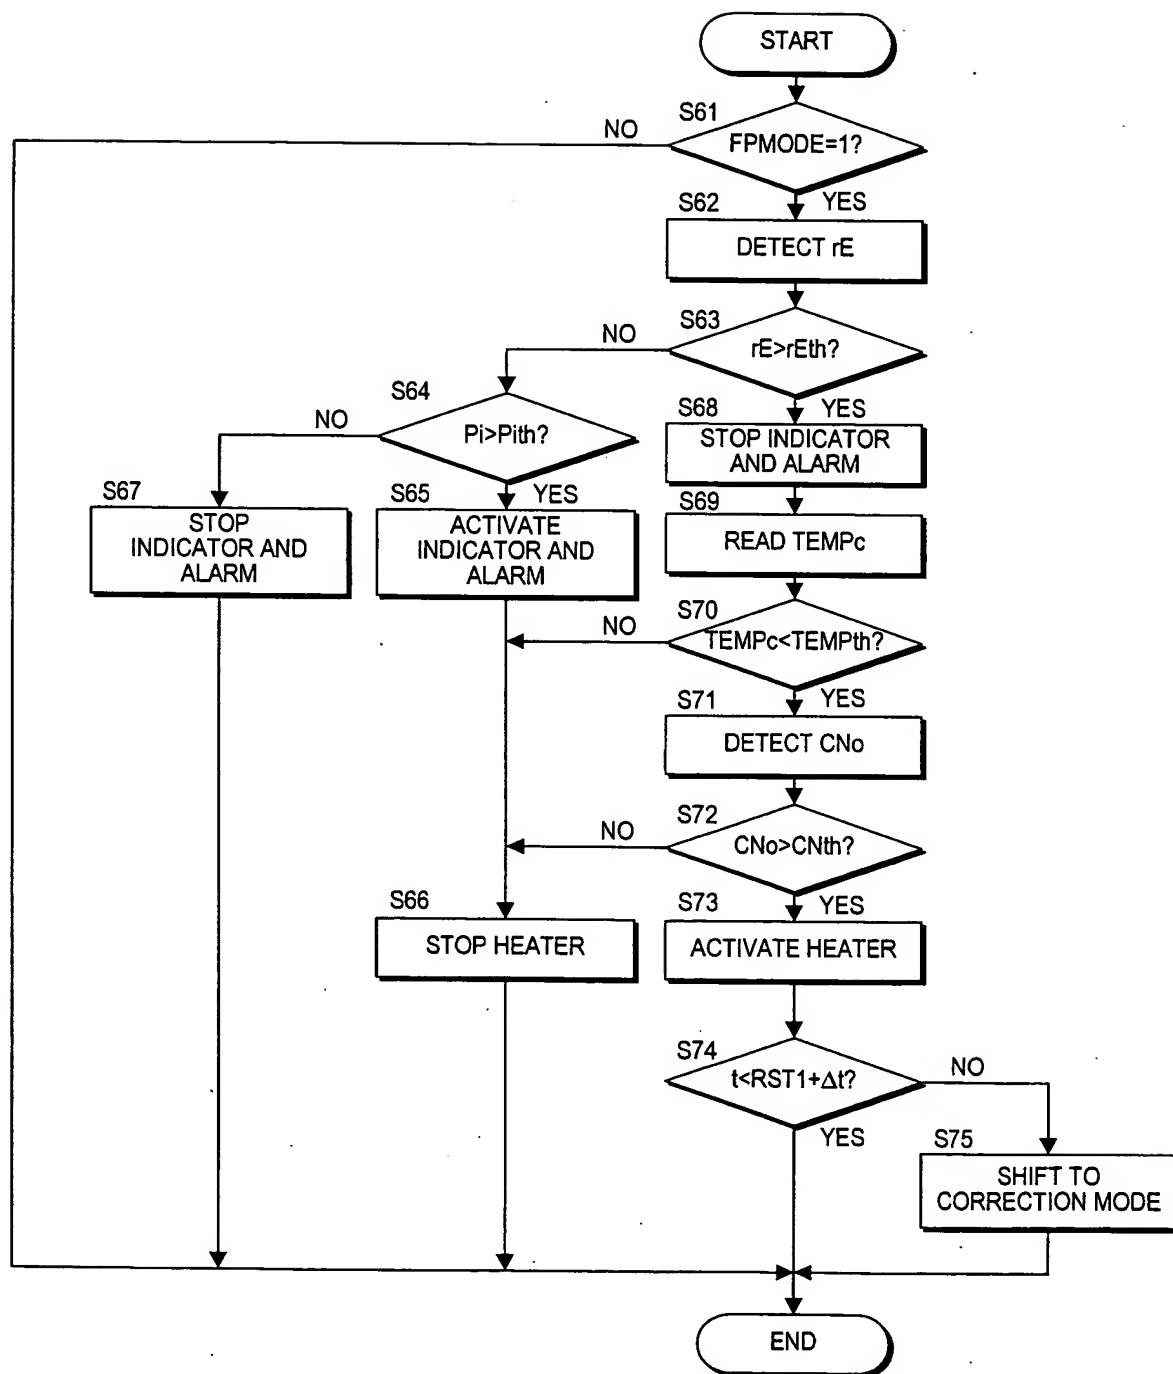 START
S61
NO
FPMODE=1?
YES
S62
DETECT rE
S63
NO
rE>rEth?
YES
S64
NO
Pi>Pith?
S68
STOP INDICATOR
AND ALARM
S67
STOP
INDICATOR AND
ALARM
S65
YES
ACTIVATE
INDICATOR AND
ALARM
S69
READ TEMPc
S70
NO
TEMPc<TEMPth?
YES
S71
DETECT CNo
S72
NO
CNo>CNth?
YES
S66
STOP HEATER
S73
ACTIVATE HEATER
S74
t<RST1+Δt?
NO
YES
S75
SHIFT TO
CORRECTION MODE
END